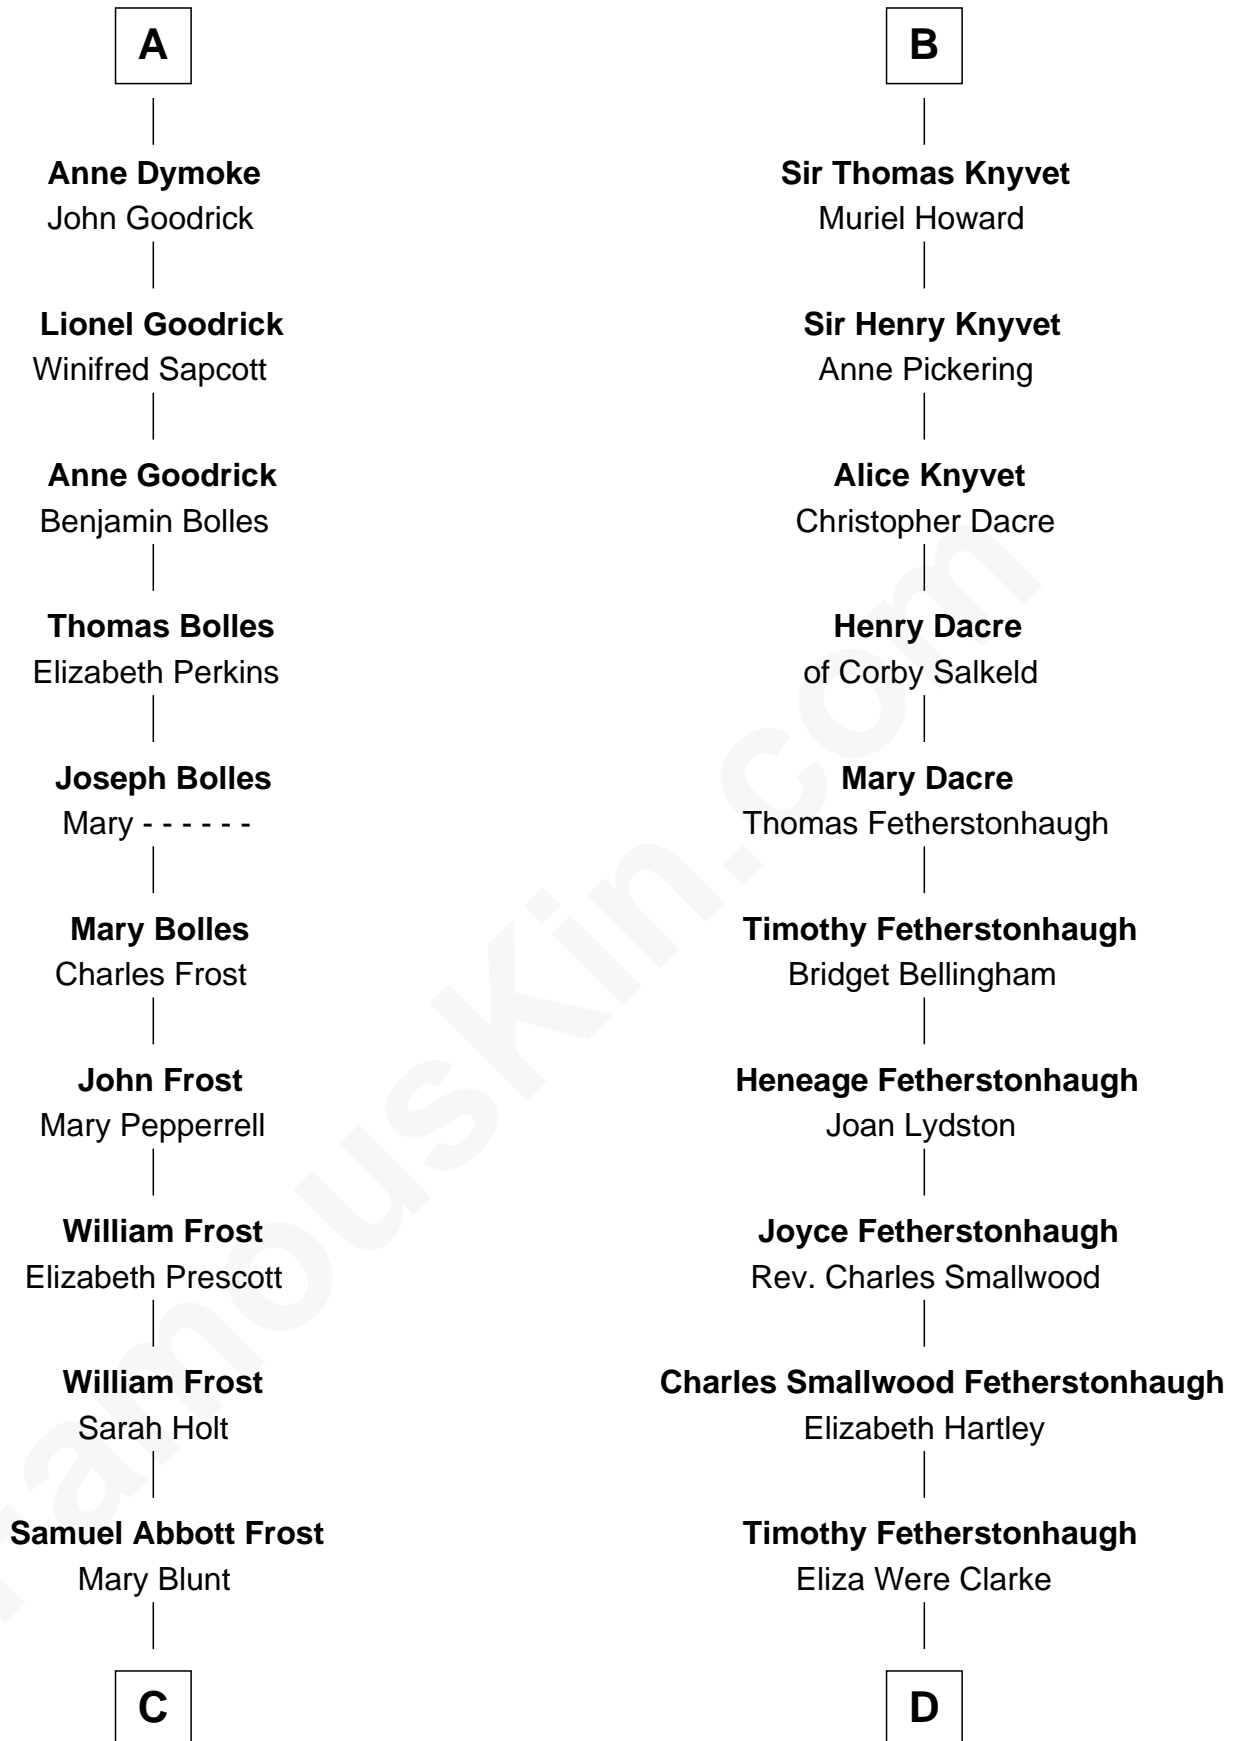 A
B
Anne Dymoke
John Goodrick
Sir Thomas Knyvet
Muriel Howard
Lionel Goodrick
Winifred Sapcott
Sir Henry Knyvet
Anne Pickering
Anne Goodrick
Benjamin Bolles
Alice Knyvet
Christopher Dacre
Thomas Bolles
Elizabeth Perkins
Henry Dacre
of Corby Salkeld
Joseph Bolles
Mary - - - - - -
Mary Dacre
Thomas Fetherstonhaugh
Mary Bolles
Charles Frost
Timothy Fetherstonhaugh
Bridget Bellingham
John Frost
Mary Pepperrell
Heneage Fetherstonhaugh
Joan Lydston
William Frost
Elizabeth Prescott
Joyce Fetherstonhaugh
Rev. Charles Smallwood
William Frost
Sarah Holt
Charles Smallwood Fetherstonhaugh
Elizabeth Hartley
Samuel Abbott Frost
Mary Blunt
Timothy Fetherstonhaugh
Eliza Were Clarke
C
D
FamousKin.com